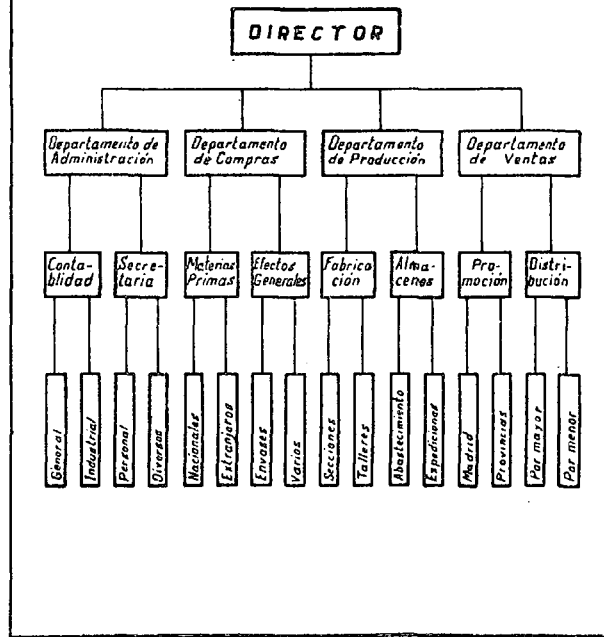 DIRECTOR
Departamento de
Administración
Departamento
de Compras
Departamento
de Producción
Departamento
de Ventas
Conta-
blidad
Secre-
taria
Materias
Primas
Efectos
Generales
Fabrica-
ción
Alma-
cenes
Pro-
moción
Distri-
bución
General
Industrial
Personal
Diversos
Nacionales
Extranjeros
Envases
Varios
Secciones
Talleres
Abastecimiento
Expediciones
Madrid
Provincias
Por mayor
Por menor